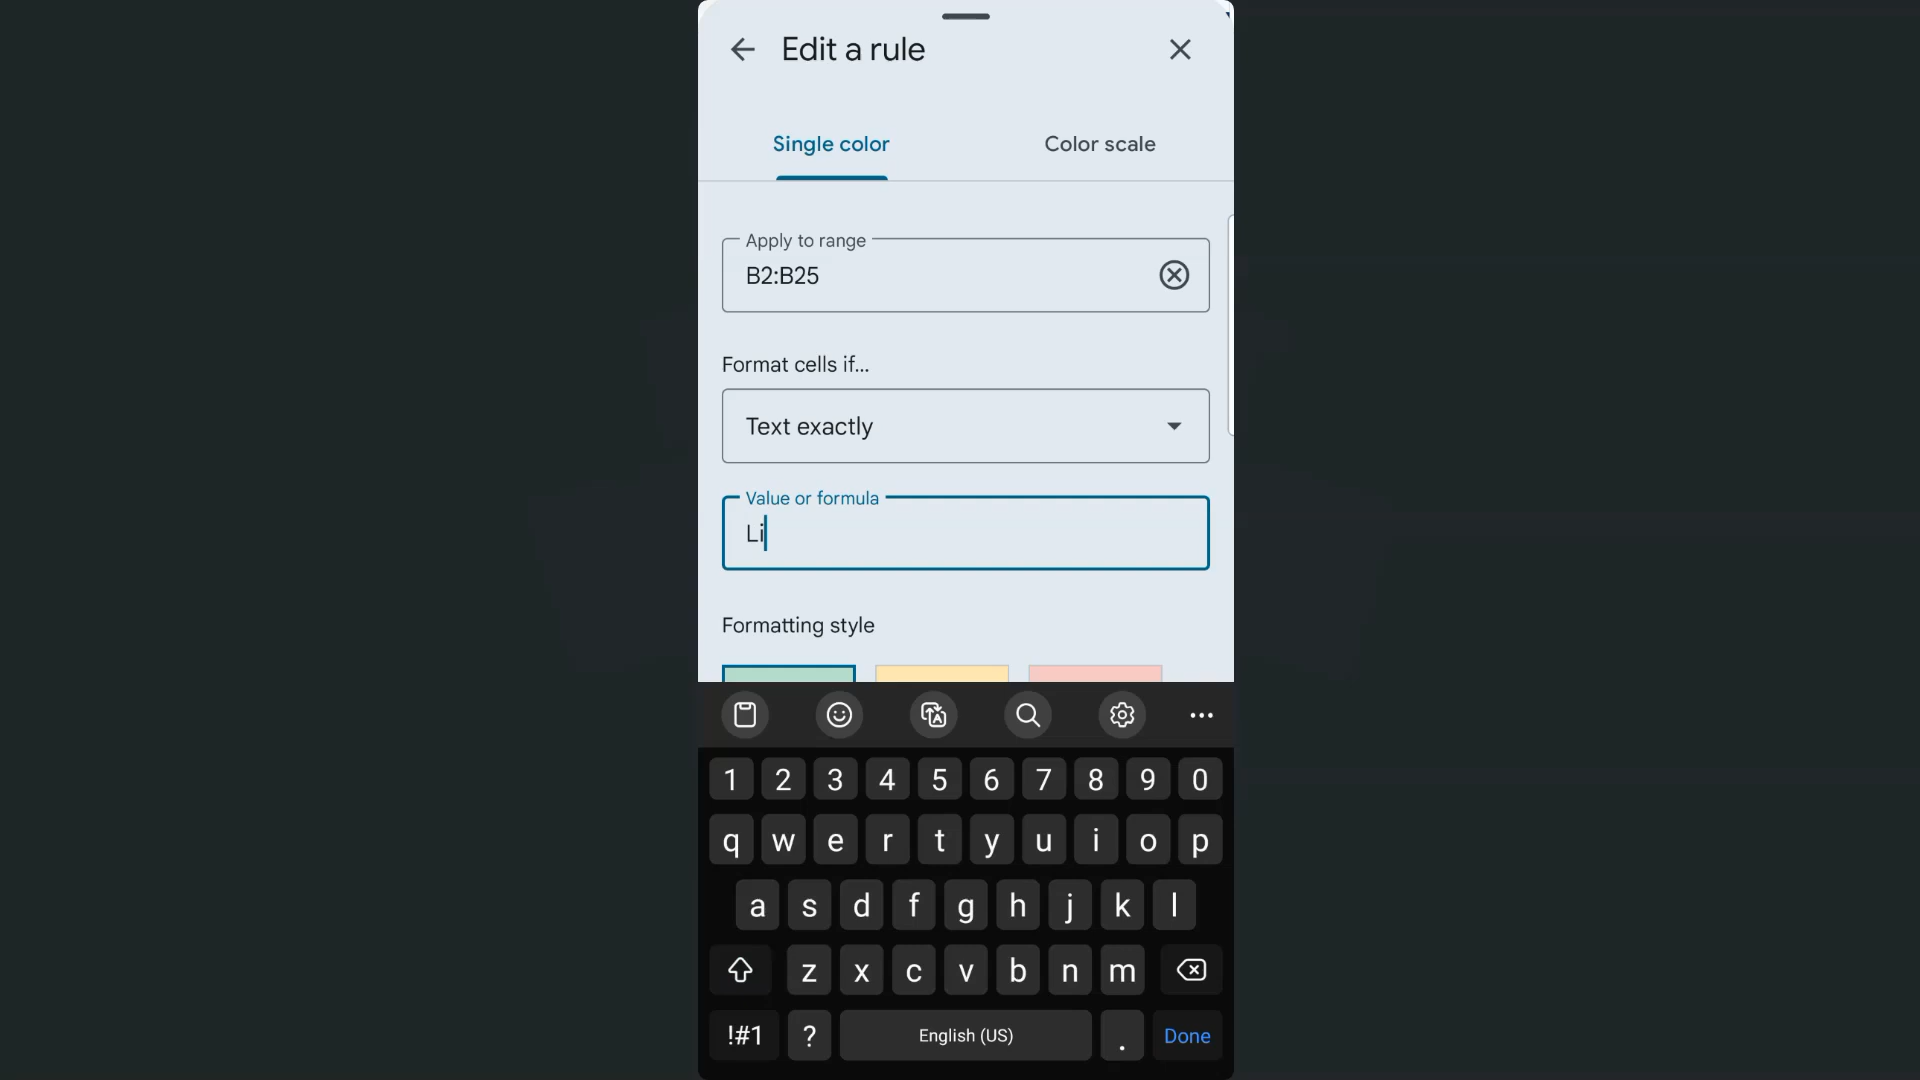 Edit a rule
Single color
Color scale
Apply to range
B2:B25
Format cells if...
Text exactly
Value or formula
Li
Formatting style
1 2 3 4 5 6 7 8 9 0
q w e r t y u i o p
a s d f g h j k l
z x c v b n m
!#1 ? English (US) . Done